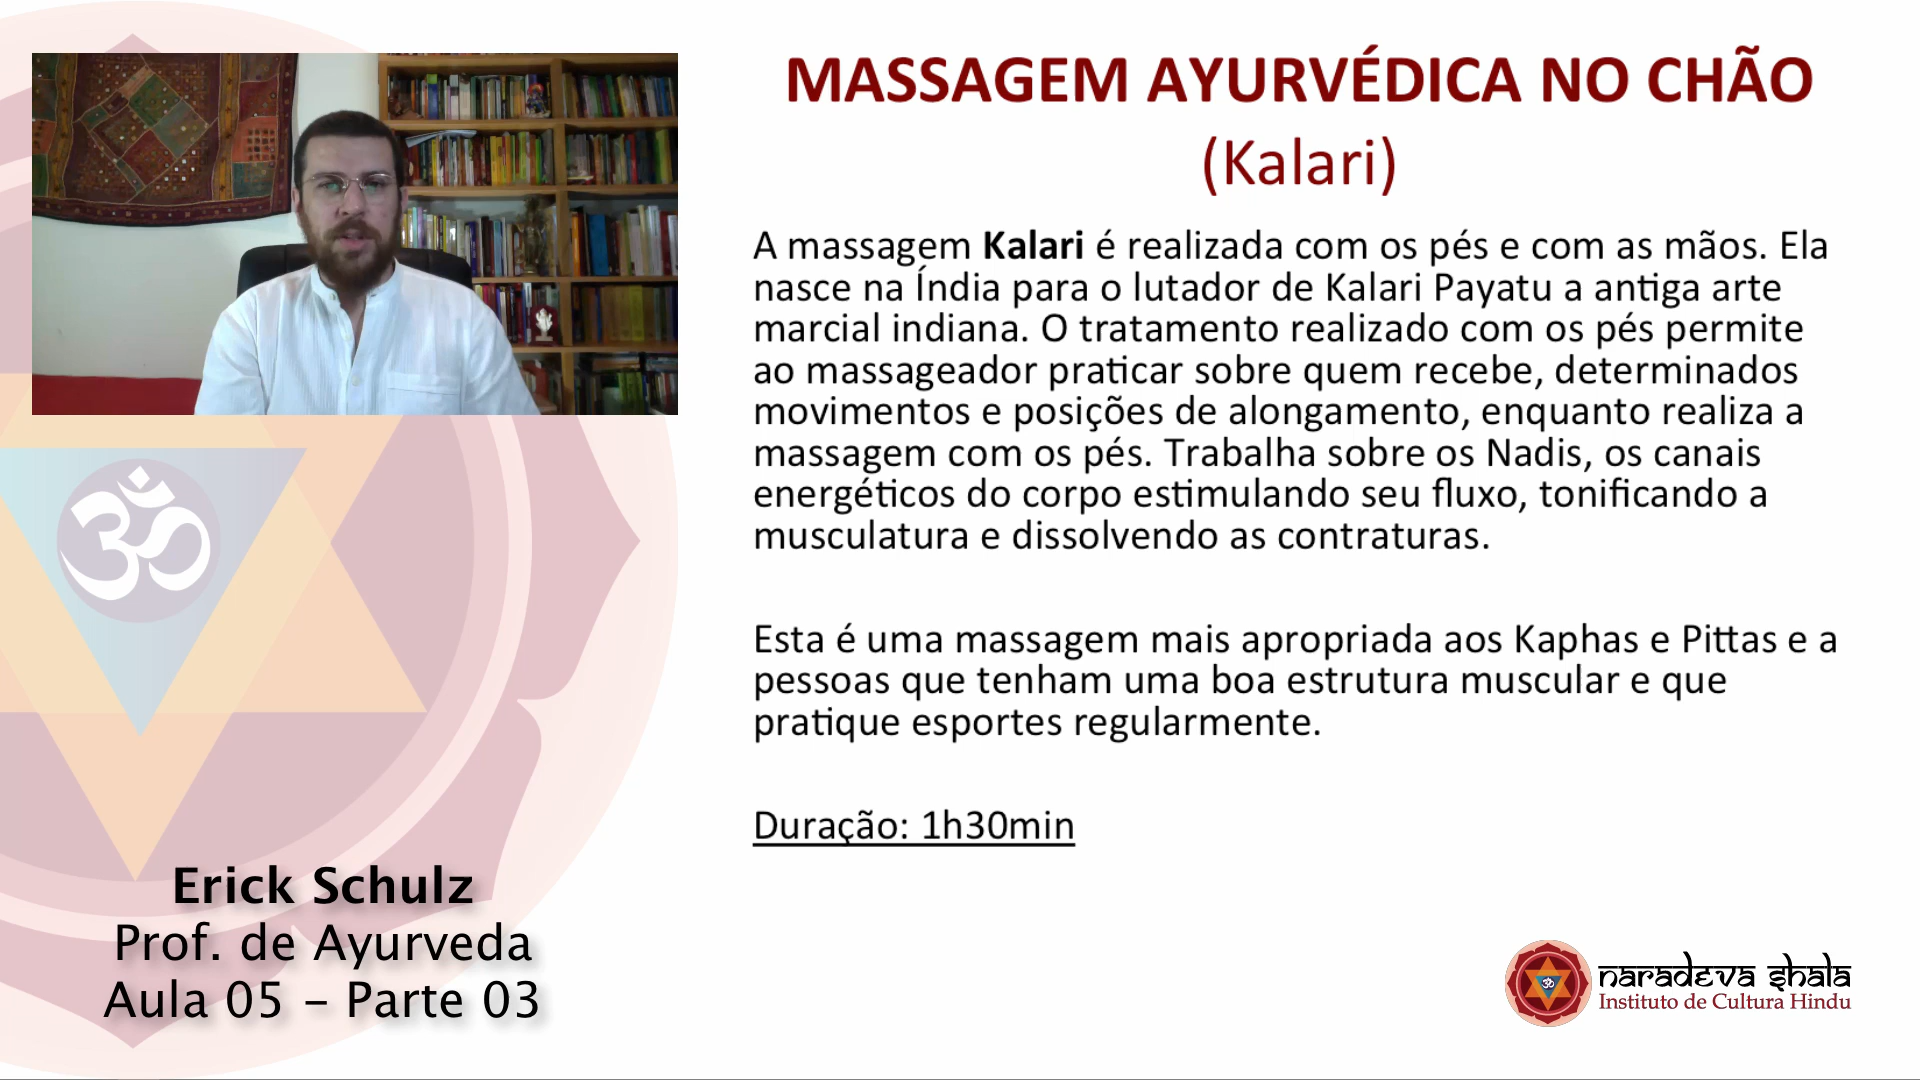 MASSAGEM AYURVÉDICA NO CHÃO
(Kalari)
A massagem Kalari é realizada com os pés e com as mãos. Ela
nasce na Índia para o lutador de Kalari Payatu a antiga arte
marcial indiana. O tratamento realizado com os pés permite
ao massageador praticar sobre quem recebe, determinados
movimentos e posições de alongamento, enquanto realiza a
massagem com os pés. Trabalha sobre os Nadis, os canais
energéticos do corpo estimulando seu fluxo, tonificando a
musculatura e dissolvendo as contraturas.
Esta é uma massagem mais apropriada aos Kaphas e Pittas e a
pessoas que tenham uma boa estrutura muscular e que
pratique esportes regularmente.
Duração: 1h30min
ॐ
Erick Schulz
Prof. de Ayurveda
Aula 05 – Parte 03
ॐ
naradeva shala
Instituto de Cultura Hindu